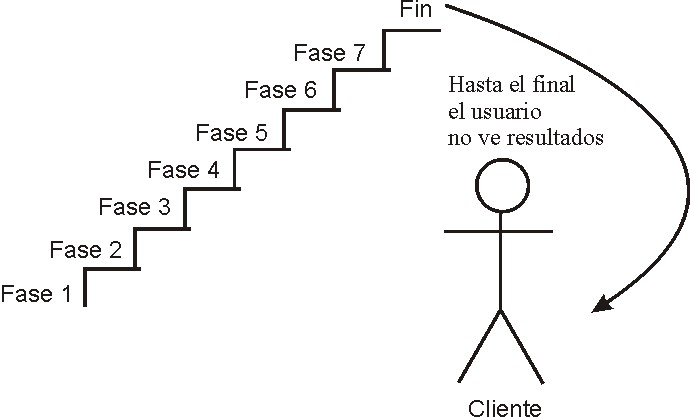 Fin
Fase 7
Fase 6
Fase 5
Fase 4
Fase 3
Fase 2
Fase 1
Hasta el final
el usuario
no ve resultados
Cliente